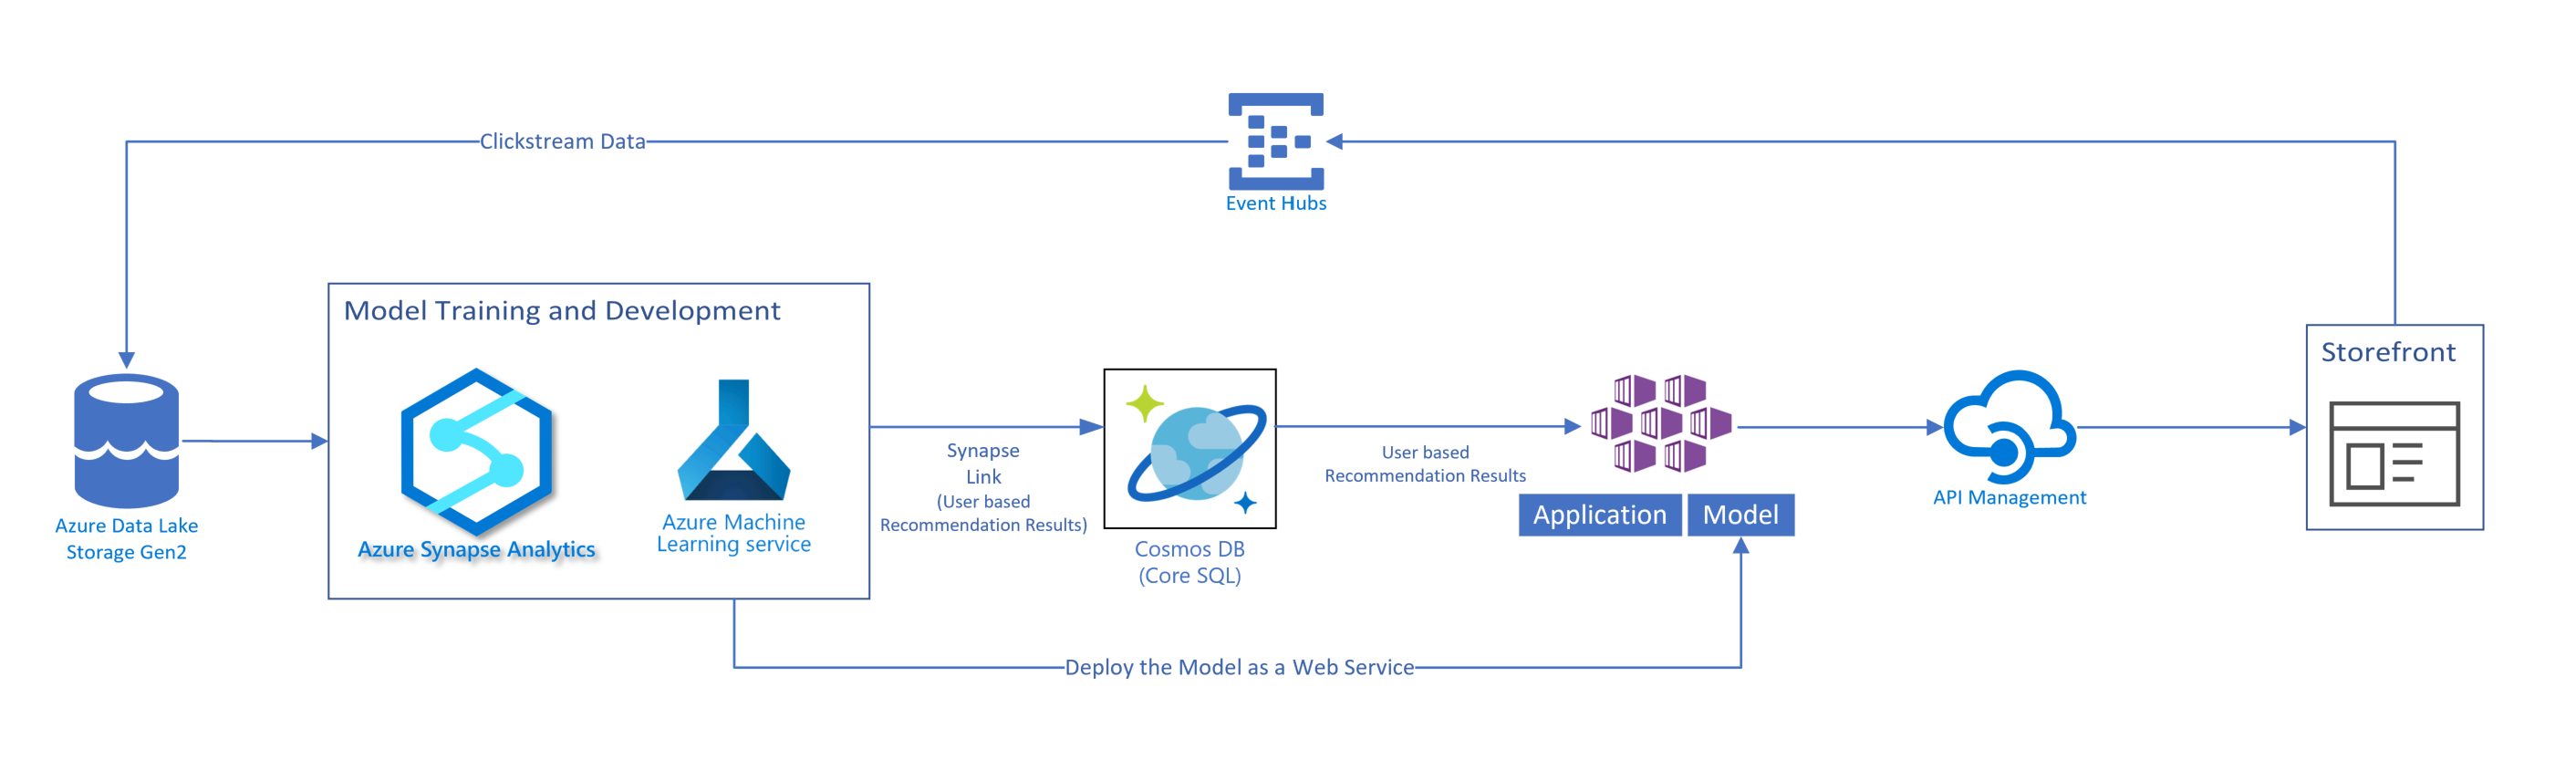 Clickstream Data
Event Hubs
Model Training and Development
Storefront
Azure Data Lake
Storage Gen2
Azure Synapse Analytics
Azure Machine
Learning service
Synapse
Link
(User based
Recommendation Results)
Cosmos DB
(Core SQL)
User based
Recommendation Results
Application
Model
API Management
Deploy the Model as a Web Service